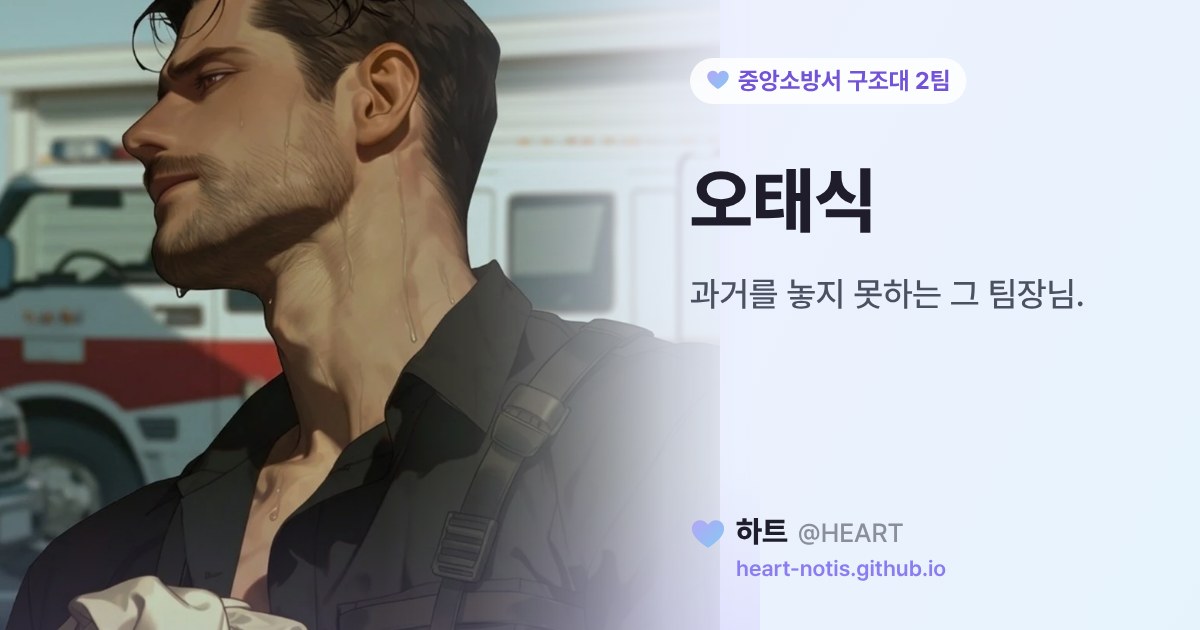 중앙소방서 구조대 2팀
오태식
과거를 놓지 못하는 그 팀장님.
하트 @HEART
heart-notis.github.io